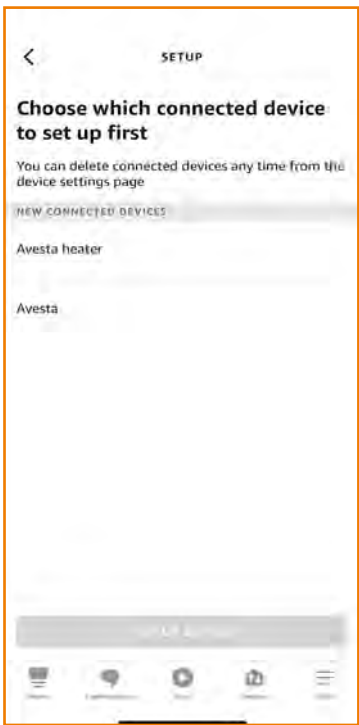 SETUP
Choose which connected device
to set up first
You can delete connected devices any time from the
device settings page
NEW CONNECTED DEVICES
Avesta heater
Avesta